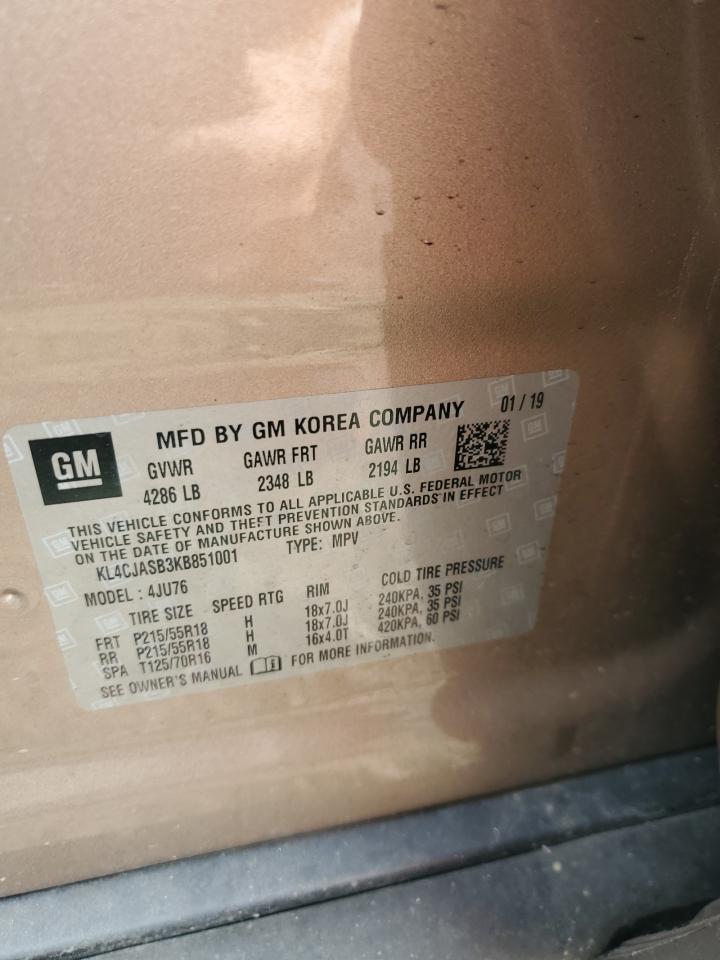 MFD BY GM KOREA COMPANY 01 / 19
GM
GVWR GAWR FRT GAWR RR
4286 LB 2348 LB 2194 LB
THIS VEHICLE CONFORMS TO ALL APPLICABLE U.S. FEDERAL MOTOR
VEHICLE SAFETY AND THEFT PREVENTION STANDARDS IN EFFECT
ON THE DATE OF MANUFACTURE SHOWN ABOVE.
KL4CJASB3KB851001 TYPE: MPV
MODEL : 4JU76
TIRE SIZE SPEED RTG RIM COLD TIRE PRESSURE
FRT P215/55R18 H 18x7.0J 240KPA, 35 PSI
RR P215/55R18 H 18x7.0J 240KPA, 35 PSI
SPA T125/70R16 M 16x4.0T 420KPA, 60 PSI
SEE OWNER'S MANUAL FOR MORE INFORMATION.